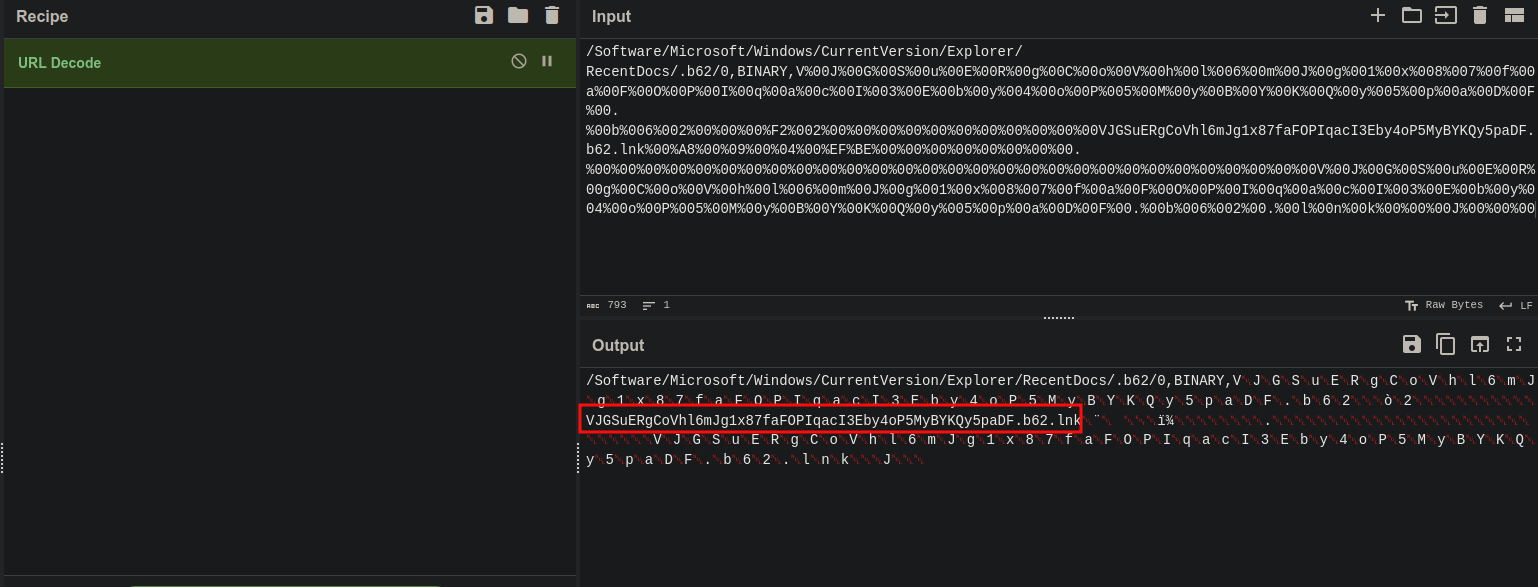 Recipe
URL Decode
Input
/Software/Microsoft/Windows/CurrentVersion/Explorer/
RecentDocs/.b62/0,BINARY,V%00J%00G%00S%00u%00E%00R%00g%00C%00o%00V%00h%00l%006%00m%00J%00g%001%00x%008%007%00f%00
a%00F%00O%00P%00I%00q%00a%00c%00I%003%00E%00b%00y%004%00o%00P%005%00M%00y%00B%00Y%00K%00Q%00y%005%00p%00a%00D%00F
%00.
%00b%006%002%00%00%00%F2%002%00%00%00%00%00%00%00%00%00%00%00VJGSuERgCoVhl6mJg1x87faFOPIqacI3Eby4oP5MyBYKQy5paDF.
b62.lnk%00%A8%00%09%00%04%00%EF%BE%00%00%00%00%00%00%00%00.
%00%00%00%00%00%00%00%00%00%00%00%00%00%00%00%00%00%00%00%00%00%00%00%00%00%00%00V%00J%00G%00S%00u%00E%00R%
00g%00C%00o%00V%00h%00l%006%00m%00J%00g%001%00x%008%007%00f%00a%00F%00O%00P%00I%00q%00a%00c%00I%003%00E%00b%00y%0
04%00o%00P%005%00M%00y%00B%00Y%00K%00Q%00y%005%00p%00a%00D%00F%00.%00b%006%002%00.%00l%00n%00k%00%00%00J%00%00%00
ABC 793 1 Raw Bytes LF
Output
/Software/Microsoft/Windows/CurrentVersion/Explorer/RecentDocs/.b62/0,BINARY,V␀J␀G␀S␀u␀E␀R␀g␀C␀o␀V␀h␀l␀6␀m␀J
␀g␀1␀x␀8␀7␀f␀a␀F␀O␀P␀I␀q␀a␀c␀I␀3␀E␀b␀y␀4␀o␀P␀5␀M␀y␀B␀Y␀K␀Q␀y␀5␀p␀a␀D␀F␀.␀b␀6␀2␀␀␀ò␀2␀␀␀␀␀␀␀␀␀␀␀
VJGSuERgCoVhl6mJg1x87faFOPIqacI3Eby4oP5MyBYKQy5paDF.b62.lnk␀¨␀ ␀␀␀ï¾␀␀␀␀␀␀␀␀.␀␀␀␀␀␀␀␀␀␀␀␀␀␀␀␀␀␀␀␀␀
␀␀␀␀␀␀V␀J␀G␀S␀u␀E␀R␀g␀C␀o␀V␀h␀l␀6␀m␀J␀g␀1␀x␀8␀7␀f␀a␀F␀O␀P␀I␀q␀a␀c␀I␀3␀E␀b␀y␀4␀o␀P␀5␀M␀y␀B␀Y␀K␀Q␀
y␀5␀p␀a␀D␀F␀.␀b␀6␀2␀.␀l␀n␀k␀␀␀J␀␀␀